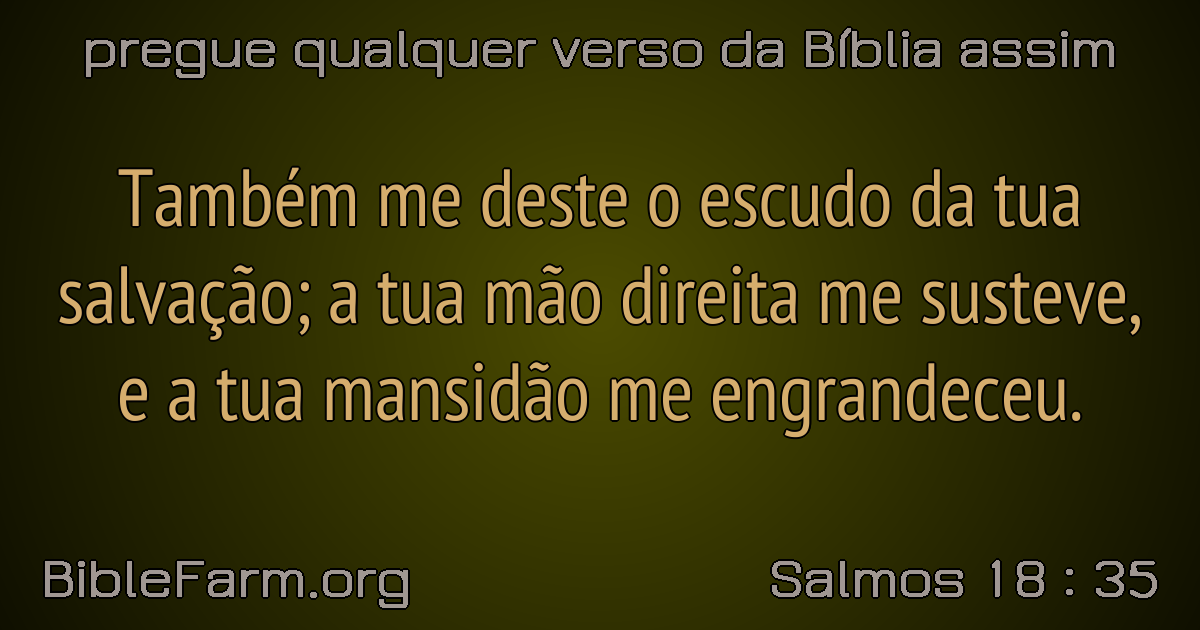 pregue qualquer verso da Bíblia assim
Também me deste o escudo da tua
salvação; a tua mão direita me susteve,
e a tua mansidão me engrandeceu.
BibleFarm.org
Salmos 18 : 35